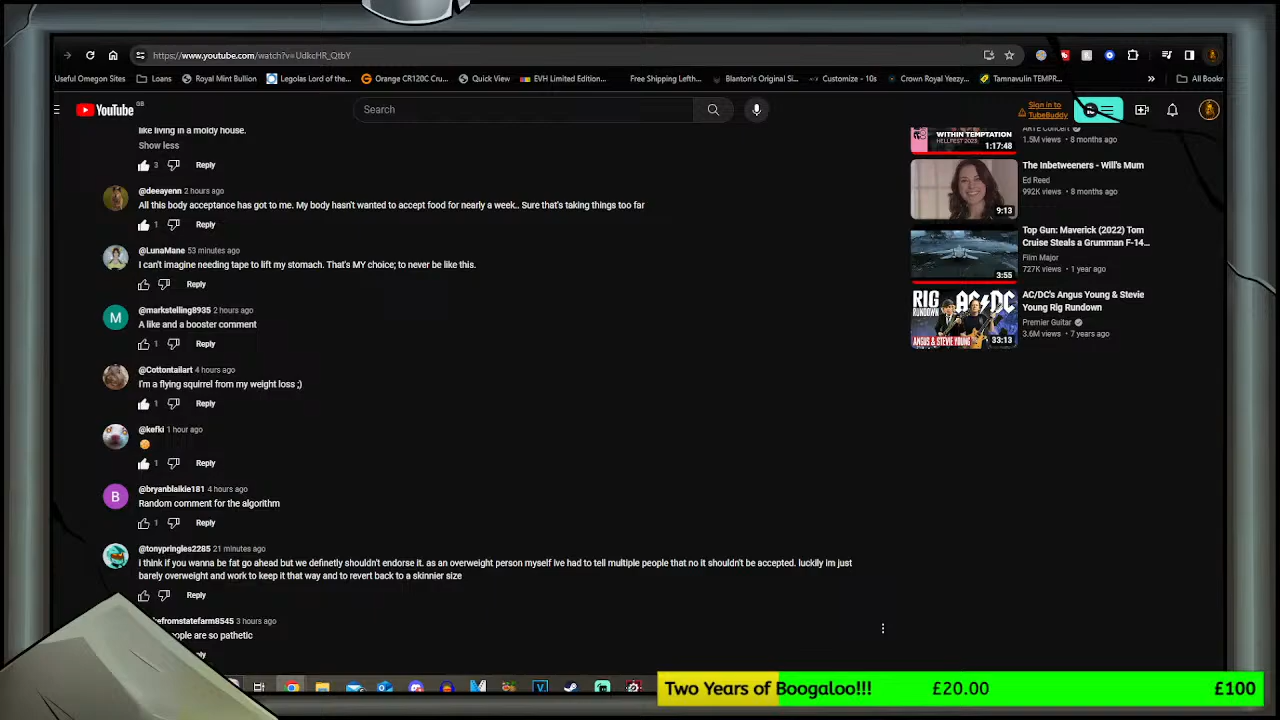 https://www.youtube.com/watch?v=UdkcHR_QtbY
Useful Omegon Sites
Loans
Royal Mint Bullion
Legolas Lord of the...
Orange CR120C Cru...
Quick View
EVH Limited Edition...
Free Shipping Lefth...
Blanton's Original Si...
Customize - 10s
Crown Royal Yeezy...
Tamnavulin TEMPR...
»
All Bookr
YouTube GB
Search
Sign in to
TubeBuddy
like living in a moldy house.
Show less
3
Reply
@deeayenn 2 hours ago
All this body acceptance has got to me. My body hasn't wanted to accept food for nearly a week.. Sure that's taking things too far
1
Reply
@LunaMane 53 minutes ago
I can't imagine needing tape to lift my stomach. That's MY choice; to never be like this.
Reply
M
@markstelling8935 2 hours ago
A like and a booster comment
1
Reply
@Cottontailart 4 hours ago
I'm a flying squirrel from my weight loss ;)
1
Reply
@kefki 1 hour ago
1
Reply
B
@bryanblaikie181 4 hours ago
Random comment for the algorithm
1
Reply
@tonypringles2285 21 minutes ago
I think if you wanna be fat go ahead but we definetly shouldn't endorse it. as an overweight person myself ive had to tell multiple people that no it shouldn't be accepted. luckily im just
barely overweight and work to keep it that way and to revert back to a skinnier size
Reply
efromstatefarm8545 3 hours ago
ople are so pathetic
WITHIN TEMPTATION
HELLFEST 2023
1:17:48
ARTE Concert
1.5M views • 8 months ago
9:13
The Inbetweeners - Will's Mum
Ed Reed
992K views • 8 months ago
3:55
Top Gun: Maverick (2022) Tom
Cruise Steals a Grumman F-14...
Film Major
727K views • 1 year ago
RIG
RUNDOWN
AC/DC
ANGUS & STEVIE YOUNG
33:13
AC/DC's Angus Young & Stevie
Young Rig Rundown
Premier Guitar
3.6M views • 7 years ago
Two Years of Boogaloo!!!
£20.00
£100